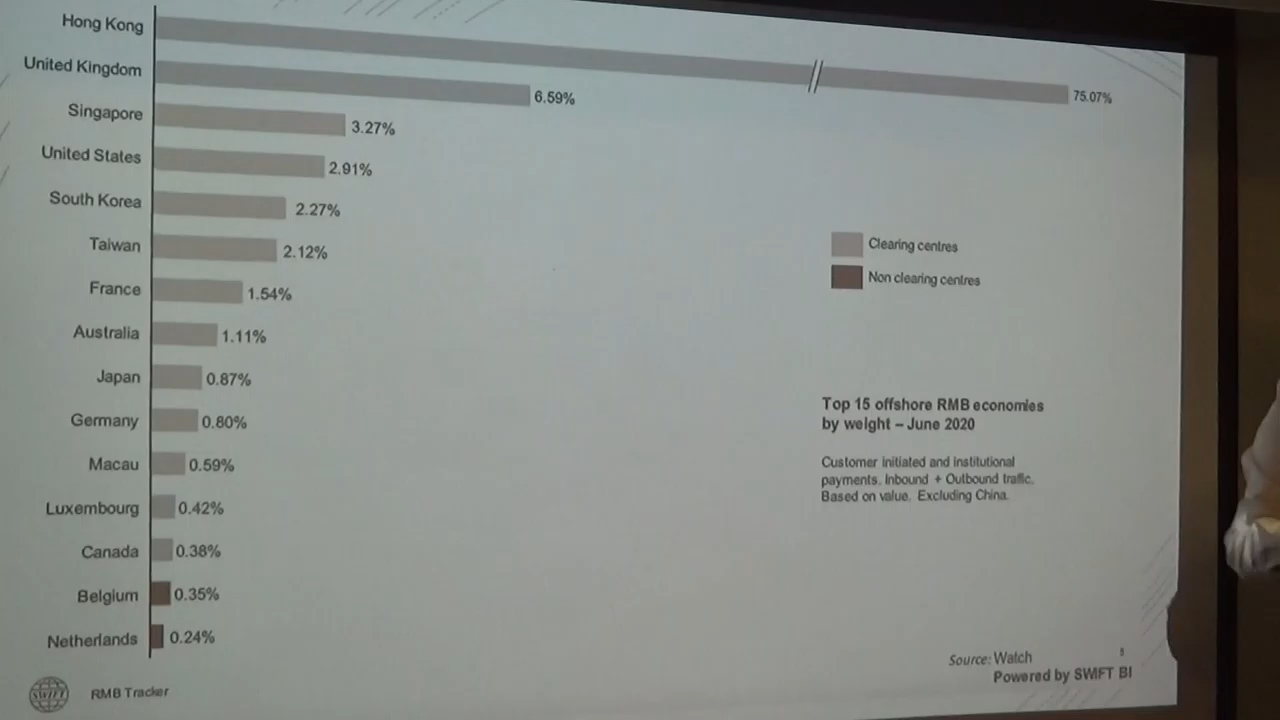 Hong Kong 75.07%
United Kingdom 6.59%
Singapore 3.27%
United States 2.91%
South Korea 2.27%
Taiwan 2.12%
France 1.54%
Australia 1.11%
Japan 0.87%
Germany 0.80%
Macau 0.59%
Luxembourg 0.42%
Canada 0.38%
Belgium 0.35%
Netherlands 0.24%
Clearing centres
Non clearing centres
Top 15 offshore RMB economies
by weight – June 2020
Customer initiated and institutional
payments. Inbound + Outbound traffic.
Based on value. Excluding China.
Source: Watch
Powered by SWIFT BI
SWIFT
RMB Tracker